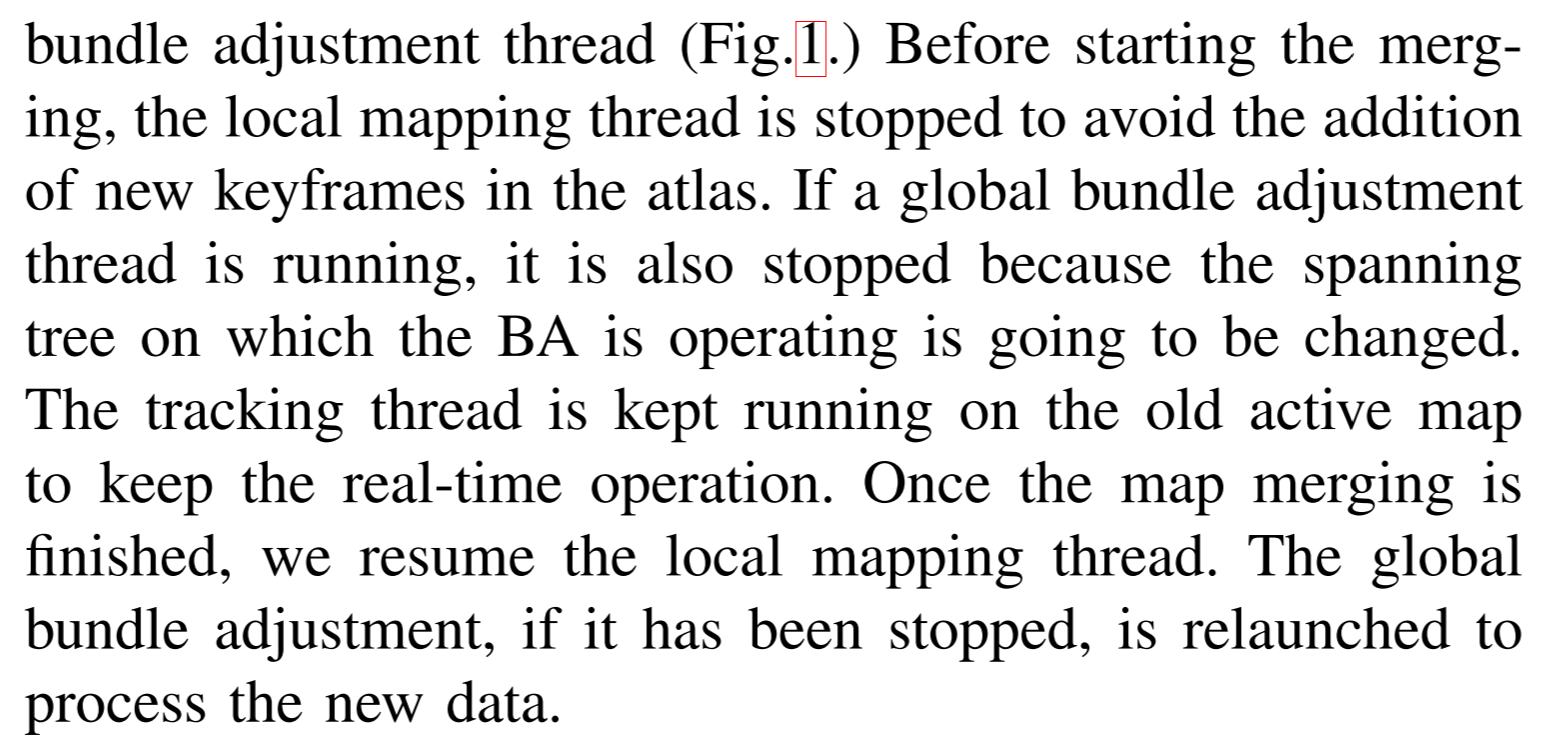 bundle adjustment thread (Fig.1.) Before starting the merg-
ing, the local mapping thread is stopped to avoid the addition
of new keyframes in the atlas. If a global bundle adjustment
thread is running, it is also stopped because the spanning
tree on which the BA is operating is going to be changed.
The tracking thread is kept running on the old active map
to keep the real-time operation. Once the map merging is
finished, we resume the local mapping thread. The global
bundle adjustment, if it has been stopped, is relaunched to
process the new data.